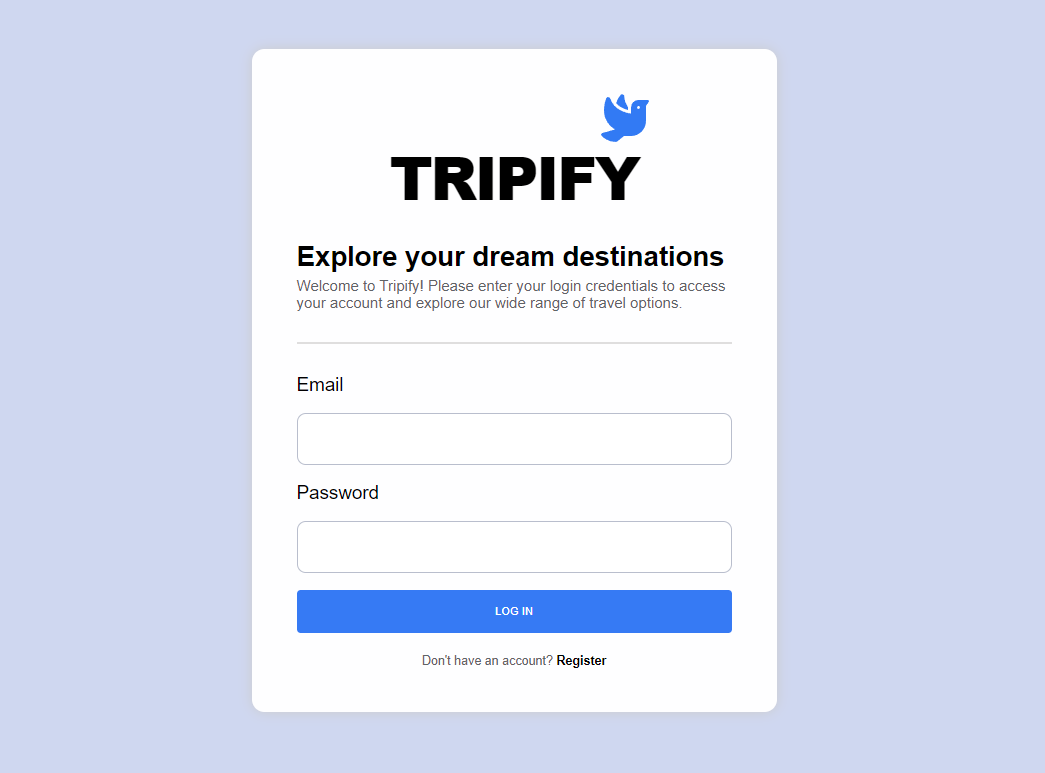 TRIPIFY
Explore your dream destinations
Welcome to Tripify! Please enter your login credentials to access
your account and explore our wide range of travel options.
Email
Password
LOG IN
Don't have an account? Register